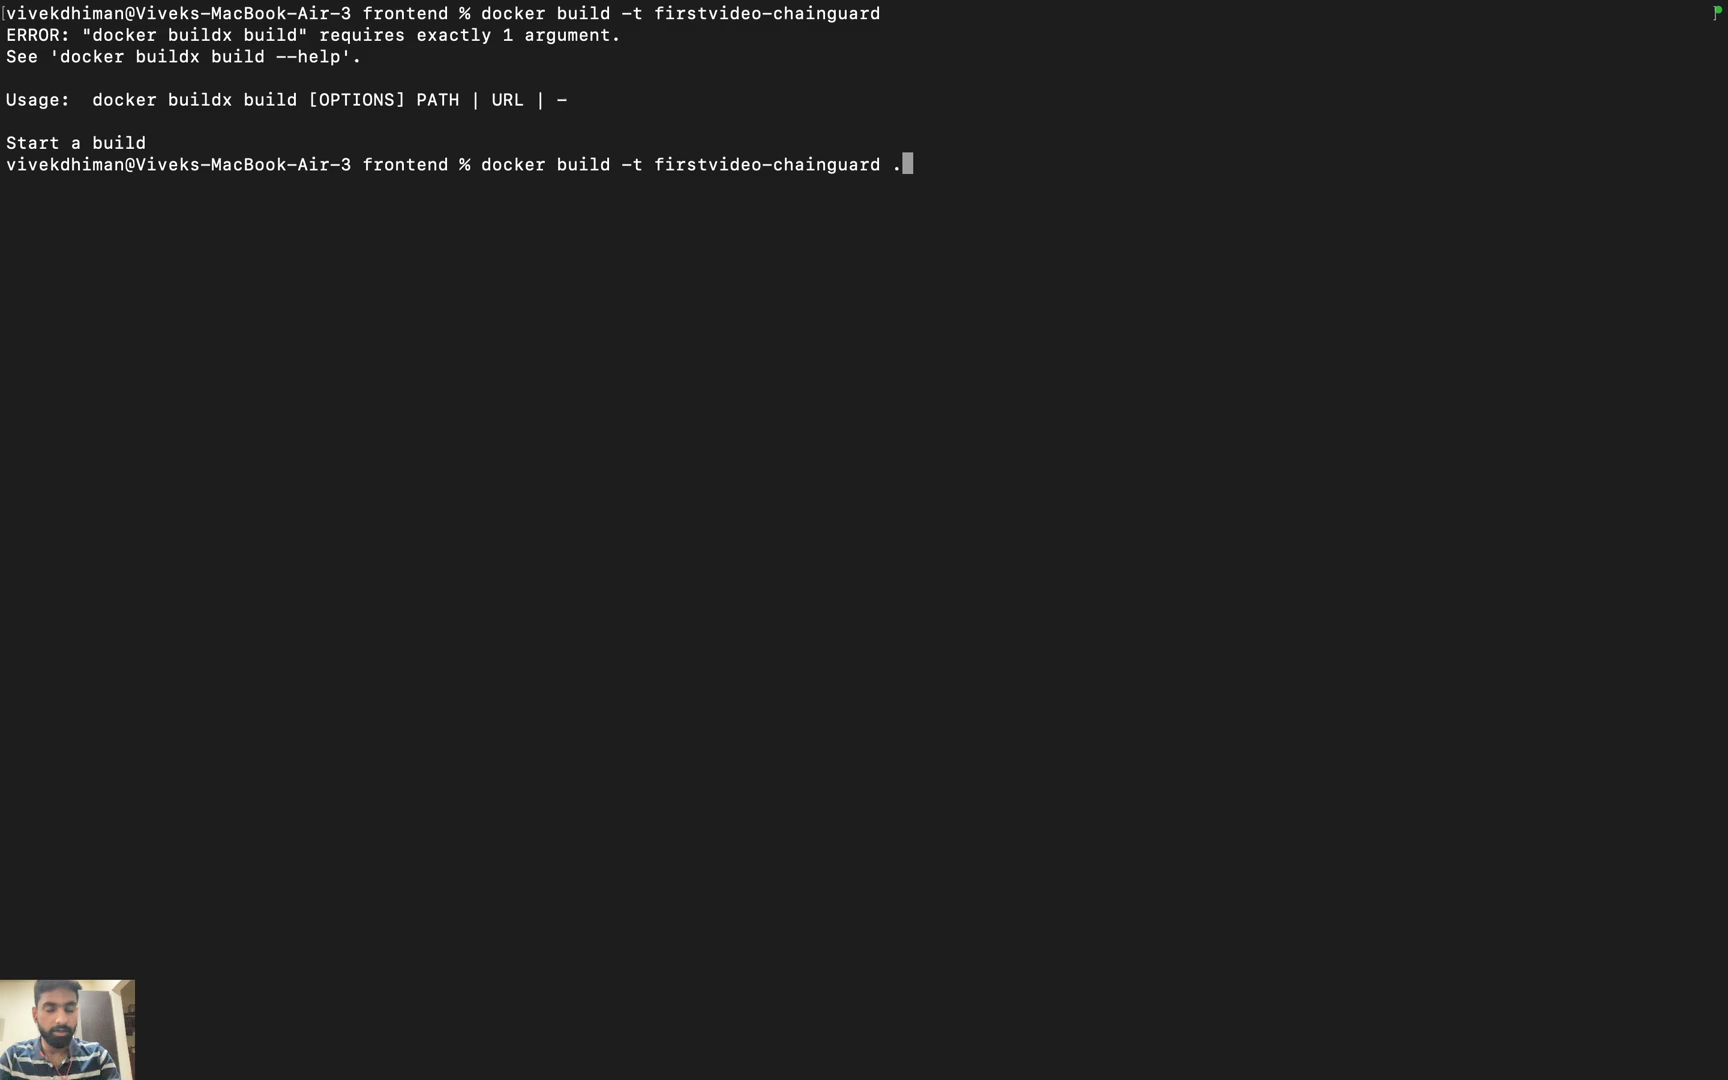 vivekdhiman@Viveks-MacBook-Air-3 frontend % docker build -t firstvideo-chainguard
ERROR: "docker buildx build" requires exactly 1 argument.
See 'docker buildx build --help'.
Usage:  docker buildx build [OPTIONS] PATH | URL | -
Start a build
vivekdhiman@Viveks-MacBook-Air-3 frontend % docker build -t firstvideo-chainguard .